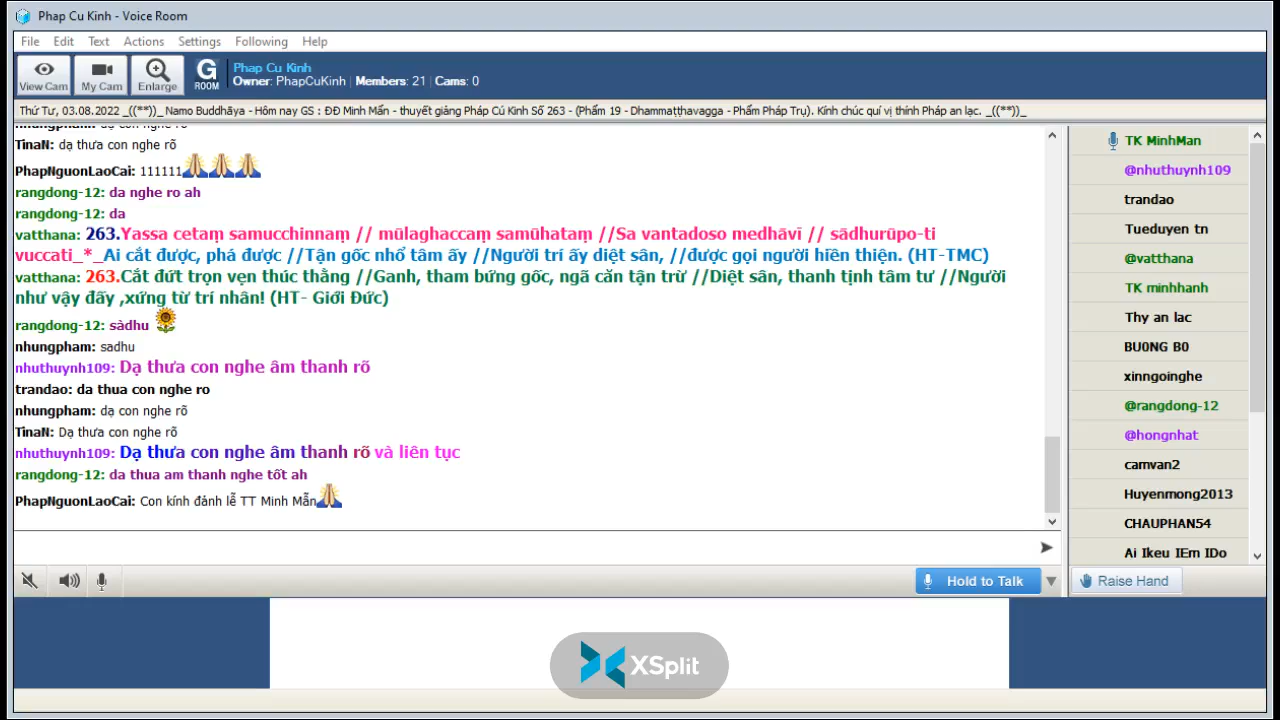 Phap Cu Kinh - Voice Room
File Edit Text Actions Settings Following Help
View Cam My Cam Enlarge G ROOM
Phap Cu Kinh
Owner: PhapCuKinh | Members: 21 | Cams: 0
Thứ Tư, 03.08.2022 _((**))_ Namo Buddhāya - Hôm nay GS : ĐĐ Minh Mẩn - thuyết giảng Pháp Cú Kinh Số 263 - (Phẩm 19 - Dhammaṭṭhavagga - Phẩm Pháp Trụ). Kính chúc quí vị thính Pháp an lạc. _((**))_
TinaN: dạ thưa con nghe rõ
PhapNguonLaoCai: 111111
rangdong-12: da nghe ro ah
rangdong-12: da
vatthana: 263.Yassa cetaṃ samucchinnaṃ // mūlaghaccaṃ samūhataṃ //Sa vantadoso medhāvī // sādhurūpo-ti
vuccati_*_Ai cắt được, phá được //Tận gốc nhổ tâm ấy //Người trí ấy diệt sân, //được gọi người hiền thiện. (HT-TMC)
vatthana: 263.Cắt đứt trọn vẹn thúc thằng //Ganh, tham bứng gốc, ngã căn tận trừ //Diệt sân, thanh tịnh tâm tư //Người
như vậy đấy ,xứng từ trí nhân! (HT- Giới Đức)
rangdong-12: sàdhu
nhungpham: sadhu
nhuthuynh109: Dạ thưa con nghe âm thanh rõ
trandao: da thua con nghe ro
nhungpham: dạ con nghe rõ
TinaN: Dạ thưa con nghe rõ
nhuthuynh109: Dạ thưa con nghe âm thanh rõ và liên tục
rangdong-12: da thua am thanh nghe tốt ah
PhapNguonLaoCai: Con kính đảnh lễ TT Minh Mẫn
Hold to Talk
TK MinhMan
@nhuthuynh109
trandao
Tueduyen tn
@vatthana
TK minhhanh
Thy an lac
BU0NG B0
xinngoinghe
@rangdong-12
@hongnhat
camvan2
Huyenmong2013
CHAUPHAN54
Ai Ikeu IEm IDo
Raise Hand
XSplit